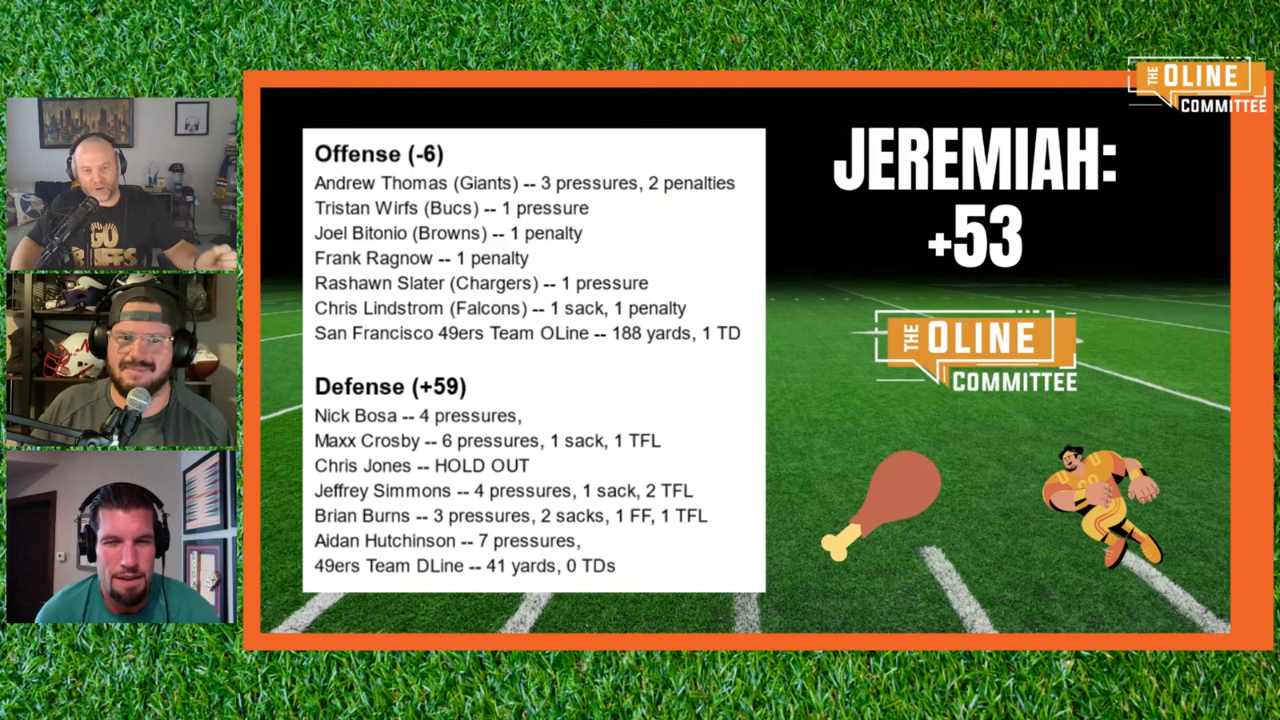 THE OLINE
COMMITTEE
Offense (-6)
Andrew Thomas (Giants) -- 3 pressures, 2 penalties
Tristan Wirfs (Bucs) -- 1 pressure
Joel Bitonio (Browns) -- 1 penalty
Frank Ragnow -- 1 penalty
Rashawn Slater (Chargers) -- 1 pressure
Chris Lindstrom (Falcons) -- 1 sack, 1 penalty
San Francisco 49ers Team OLine -- 188 yards, 1 TD
Defense (+59)
Nick Bosa -- 4 pressures,
Maxx Crosby -- 6 pressures, 1 sack, 1 TFL
Chris Jones -- HOLD OUT
Jeffrey Simmons -- 4 pressures, 1 sack, 2 TFL
Brian Burns -- 3 pressures, 2 sacks, 1 FF, 1 TFL
Aidan Hutchinson -- 7 pressures,
49ers Team DLine -- 41 yards, 0 TDs
JEREMIAH:
+53
THE OLINE
COMMITTEE
GO